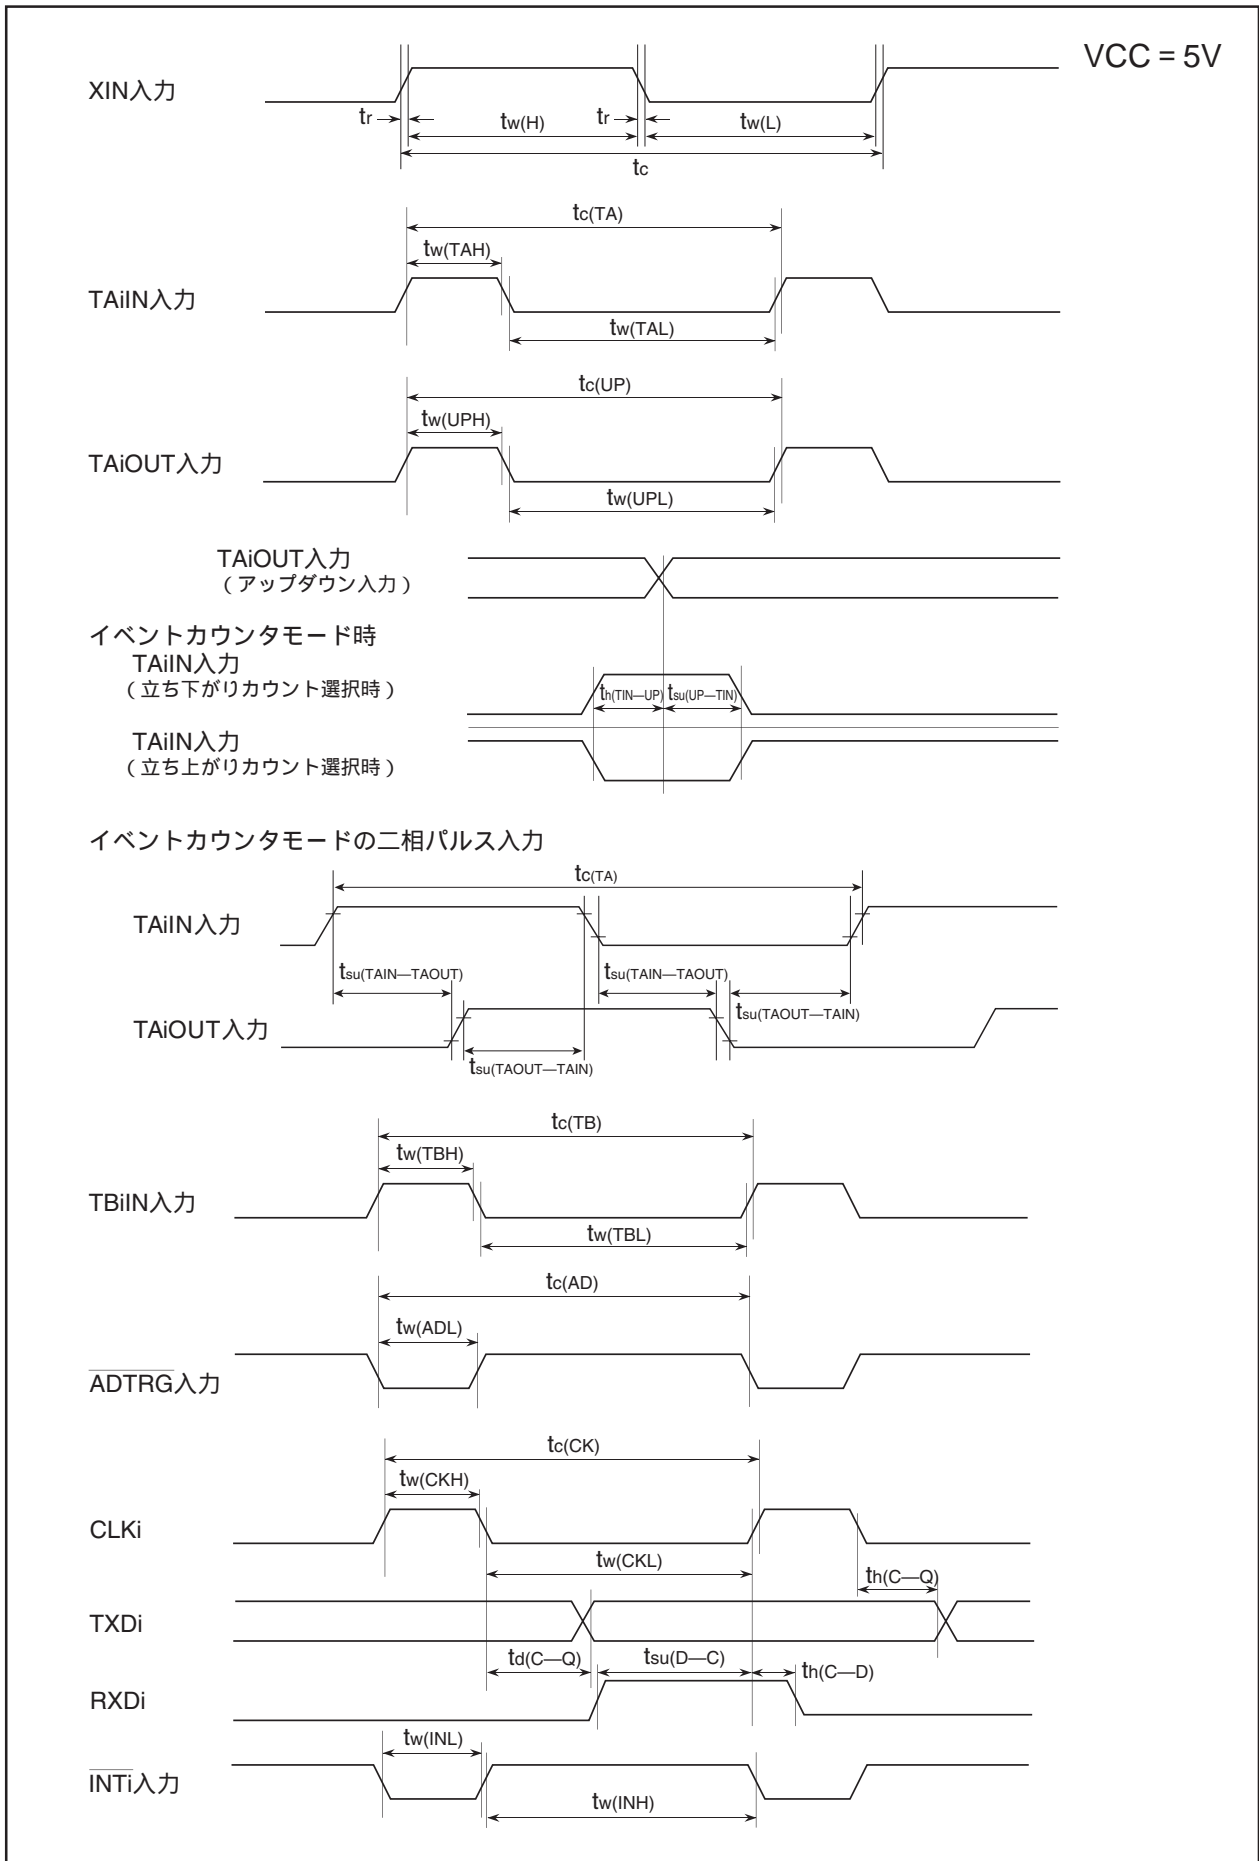 VCC = 5V
XIN入力
tr
tw(H)
tr
tw(L)
tc
tc(TA)
tw(TAH)
TAiIN入力
tw(TAL)
tc(UP)
tw(UPH)
TAiOUT入力
tw(UPL)
TAiOUT入力
(アップダウン入力)
イベントカウンタモード時
TAiIN入力
(立ち下がりカウント選択時)
th(TIN—UP)
tsu(UP—TIN)
TAiIN入力
(立ち上がりカウント選択時)
イベントカウンタモードの二相パルス入力
tc(TA)
TAiIN入力
tsu(TAIN—TAOUT)
tsu(TAIN—TAOUT)
tsu(TAOUT—TAIN)
TAiOUT入力
tsu(TAOUT—TAIN)
tc(TB)
tw(TBH)
TBiIN入力
tw(TBL)
tc(AD)
tw(ADL)
ADTRG入力
tc(CK)
tw(CKH)
CLKi
tw(CKL)
th(C—Q)
TXDi
td(C—Q)
tsu(D—C)
th(C—D)
RXDi
tw(INL)
INTi入力
tw(INH)